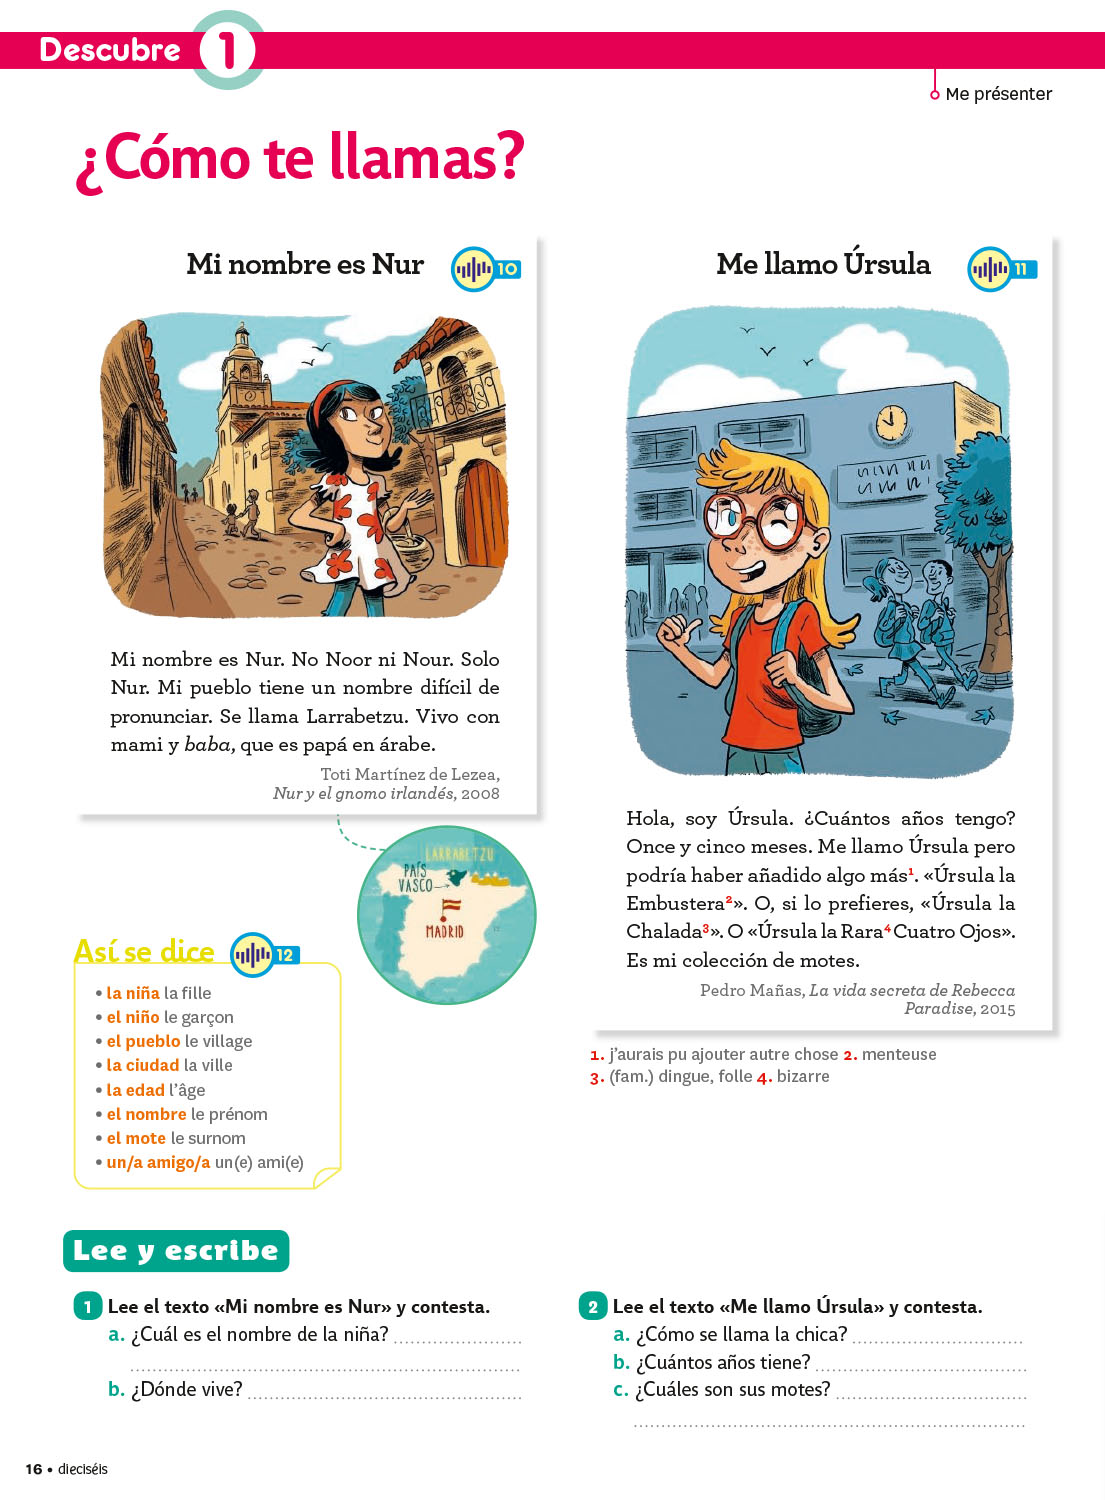 Descubre 1
Me présenter
¿Cómo te llamas?
Mi nombre es Nur
10
Mi nombre es Nur. No Noor ni Nour. Solo
Nur. Mi pueblo tiene un nombre difícil de
pronunciar. Se llama Larrabetzu. Vivo con
mami y baba, que es papá en árabe.
Toti Martínez de Lezea,
Nur y el gnomo irlandés, 2008
LARRABETZU
PAÍS
VASCO
MADRID
Me llamo Úrsula
11
Hola, soy Úrsula. ¿Cuántos años tengo?
Once y cinco meses. Me llamo Úrsula pero
podría haber añadido algo más1. «Úrsula la
Embustera2». O, si lo prefieres, «Úrsula la
Chalada3». O «Úrsula la Rara4 Cuatro Ojos».
Es mi colección de motes.
Pedro Mañas, La vida secreta de Rebecca
Paradise, 2015
1. j'aurais pu ajouter autre chose 2. menteuse
3. (fam.) dingue, folle 4. bizarre
Así se dice
12
• la niña la fille
• el niño le garçon
• el pueblo le village
• la ciudad la ville
• la edad l'âge
• el nombre le prénom
• el mote le surnom
• un/a amigo/a un(e) ami(e)
Lee y escribe
1 Lee el texto «Mi nombre es Nur» y contesta.
a. ¿Cuál es el nombre de la niña?
b. ¿Dónde vive?
2 Lee el texto «Me llamo Úrsula» y contesta.
a. ¿Cómo se llama la chica?
b. ¿Cuántos años tiene?
c. ¿Cuáles son sus motes?
16 • dieciséis